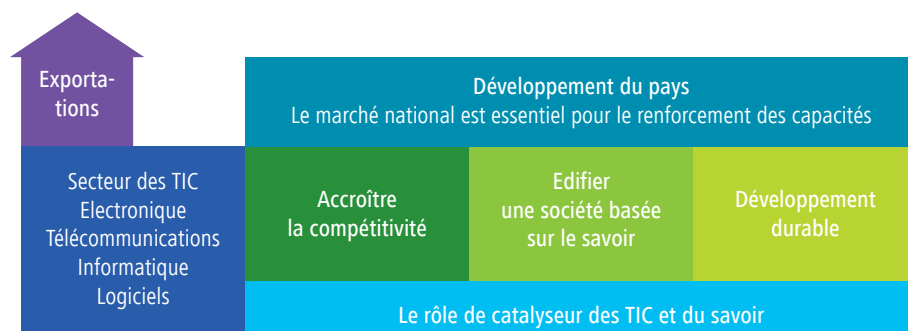 Exporta-
tions
Développement du pays
Le marché national est essentiel pour le renforcement des capacités
Secteur des TIC
Electronique
Télécommunications
Informatique
Logiciels
Accroître
la compétitivité
Edifier
une société basée
sur le savoir
Développement
durable
Le rôle de catalyseur des TIC et du savoir